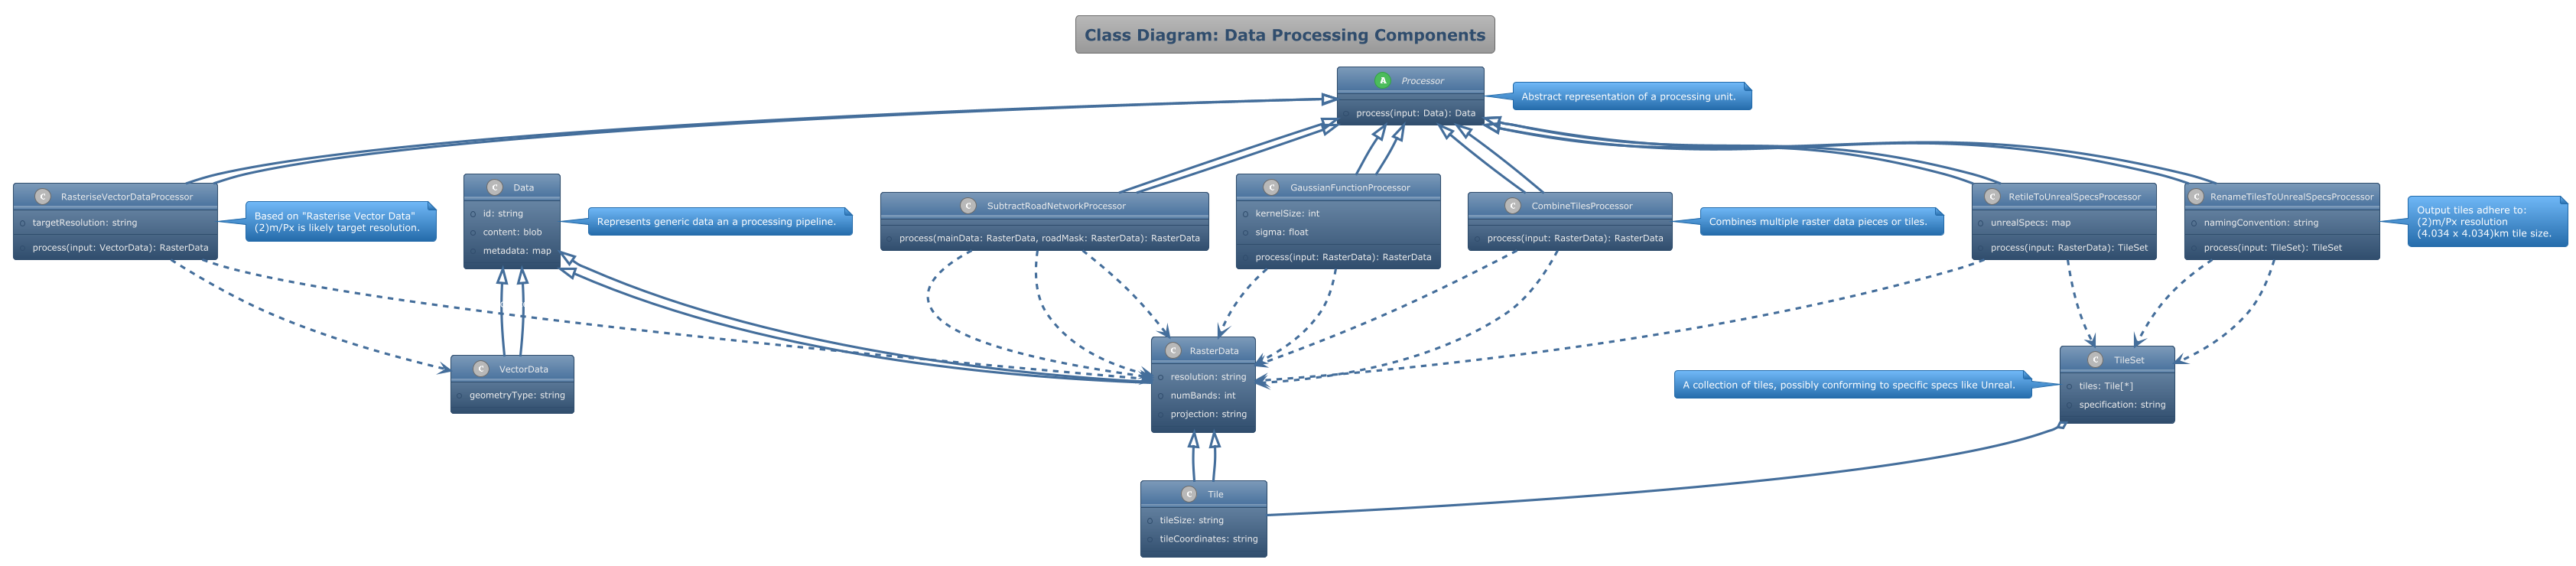 Class Diagram: Data Processing Components
A Processor
process(input: Data): Data
Abstract representation of a processing unit.
C RasteriseVectorDataProcessor
targetResolution: string
process(input: VectorData): RasterData
Based on "Rasterise Vector Data"
(2)m/Px is likely target resolution.
C Data
id: string
content: blob
metadata: map
Represents generic data an a processing pipeline.
C SubtractRoadNetworkProcessor
process(mainData: RasterData, roadMask: RasterData): RasterData
C GaussianFunctionProcessor
kernelSize: int
sigma: float
process(input: RasterData): RasterData
C CombineTilesProcessor
process(input: RasterData): RasterData
Combines multiple raster data pieces or tiles.
C RetileToUnrealSpecsProcessor
unrealSpecs: map
process(input: RasterData): TileSet
C RenameTilesToUnrealSpecsProcessor
namingConvention: string
process(input: TileSet): TileSet
Output tiles adhere to:
(2)m/Px resolution
(4.034 x 4.034)km tile size.
C VectorData
geometryType: string
C RasterData
resolution: string
numBands: int
projection: string
A collection of tiles, possibly conforming to specific specs like Unreal.
C TileSet
tiles: Tile[*]
specification: string
C Tile
tileSize: string
tileCoordinates: string